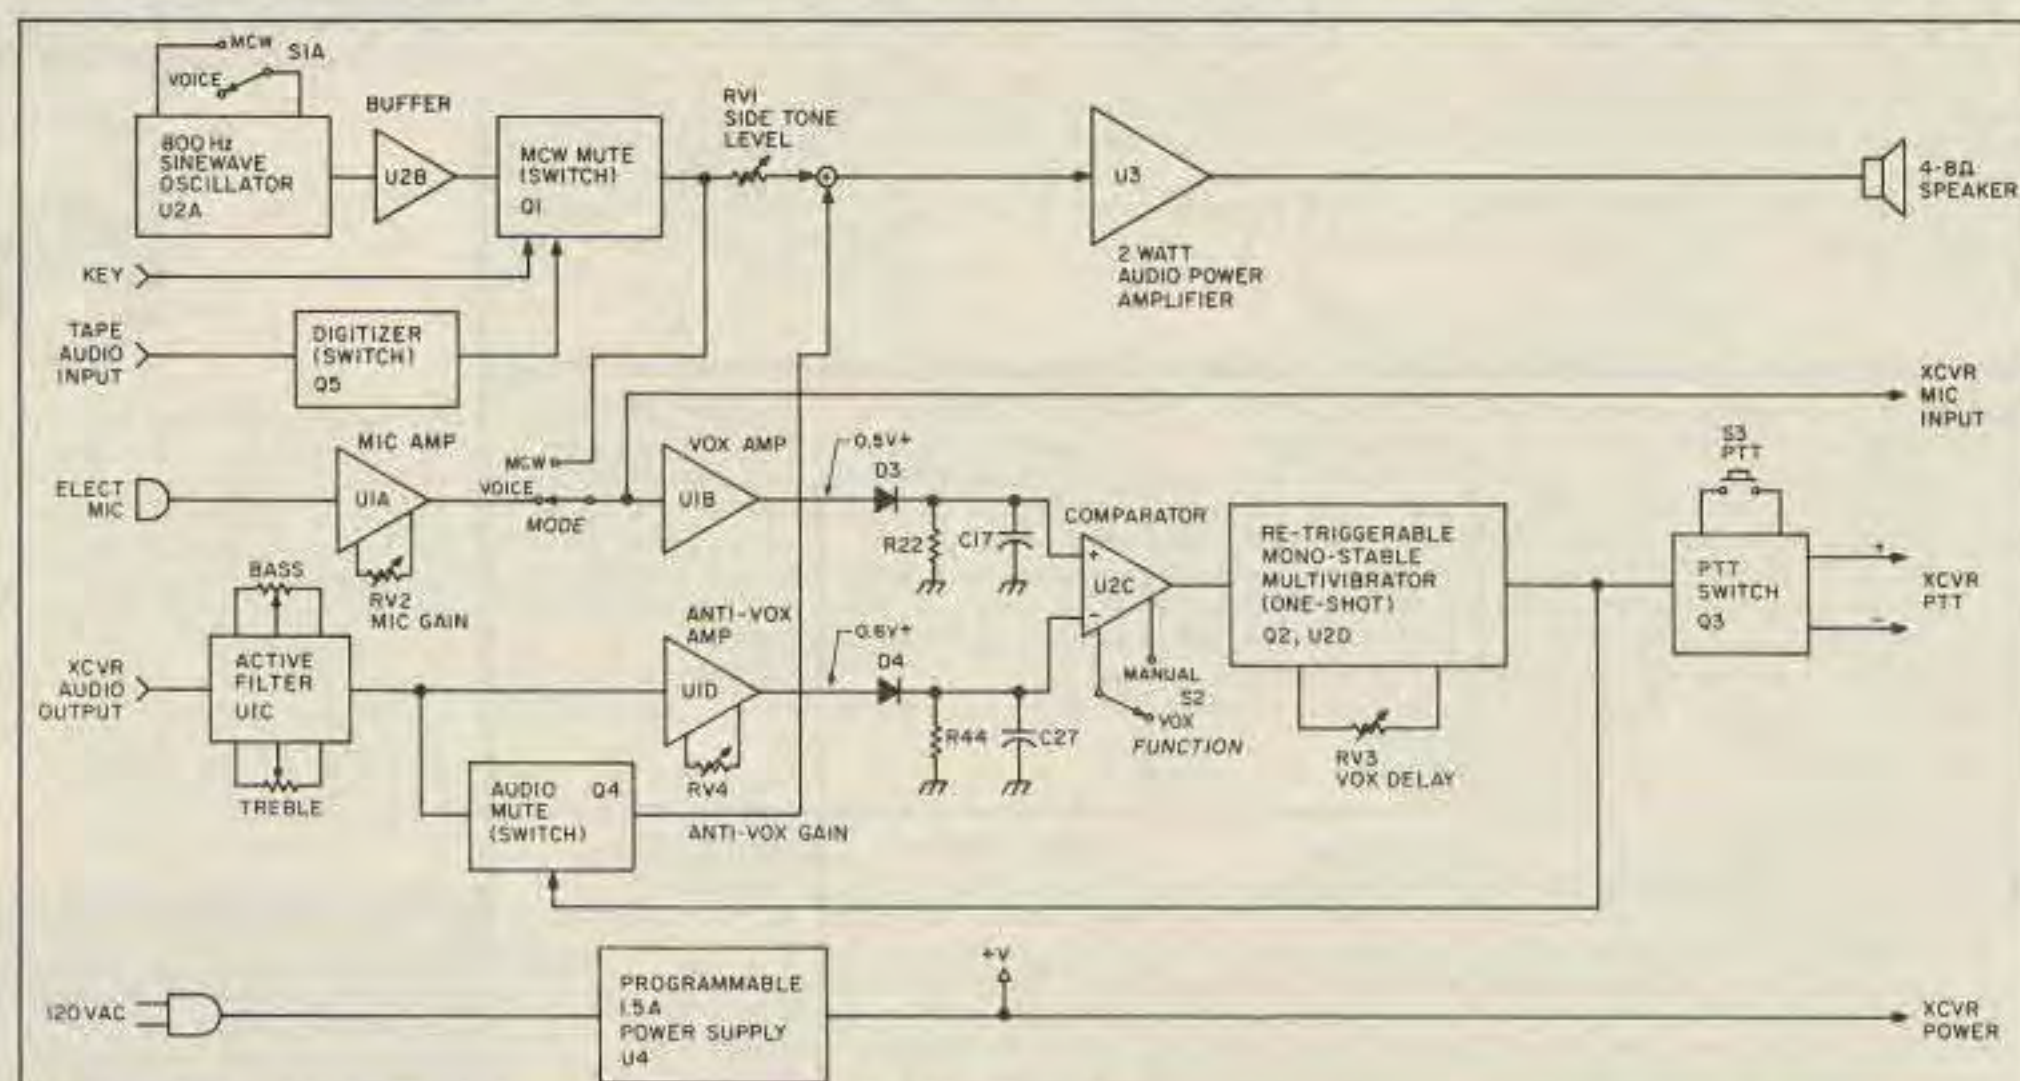 MCW
S1A
VOICE
800 Hz
SINEWAVE
OSCILLATOR
U2A
BUFFER
U2B
MCW MUTE
(SWITCH)
Q1
RV1
SIDE TONE
LEVEL
+
U3
2 WATT
AUDIO POWER
AMPLIFIER
4-8Ω
SPEAKER
KEY
TAPE
AUDIO
INPUT
DIGITIZER
(SWITCH)
Q5
XCVR
MIC
INPUT
ELECT
MIC
MIC AMP
U1A
RV2
MIC GAIN
MCW
VOICE
MODE
VOX AMP
U1B
0.5V+
D3
R22
C17
COMPARATOR
+
U2C
-
MANUAL
S2
VOX
FUNCTION
RE-TRIGGERABLE
MONO-STABLE
MULTIVIBRATOR
(ONE-SHOT)
Q2, U2D
RV3
VOX DELAY
S3
PTT
PTT
SWITCH
Q3
+
-
XCVR
PTT
BASS
XCVR
AUDIO
OUTPUT
ACTIVE
FILTER
U1C
TREBLE
ANTI-VOX
AMP
U1D
RV4
ANTI-VOX GAIN
0.6V+
D4
R44
C27
AUDIO Q4
MUTE
(SWITCH)
120VAC
PROGRAMMABLE
1.5A
POWER SUPPLY
U4
+V
XCVR
POWER